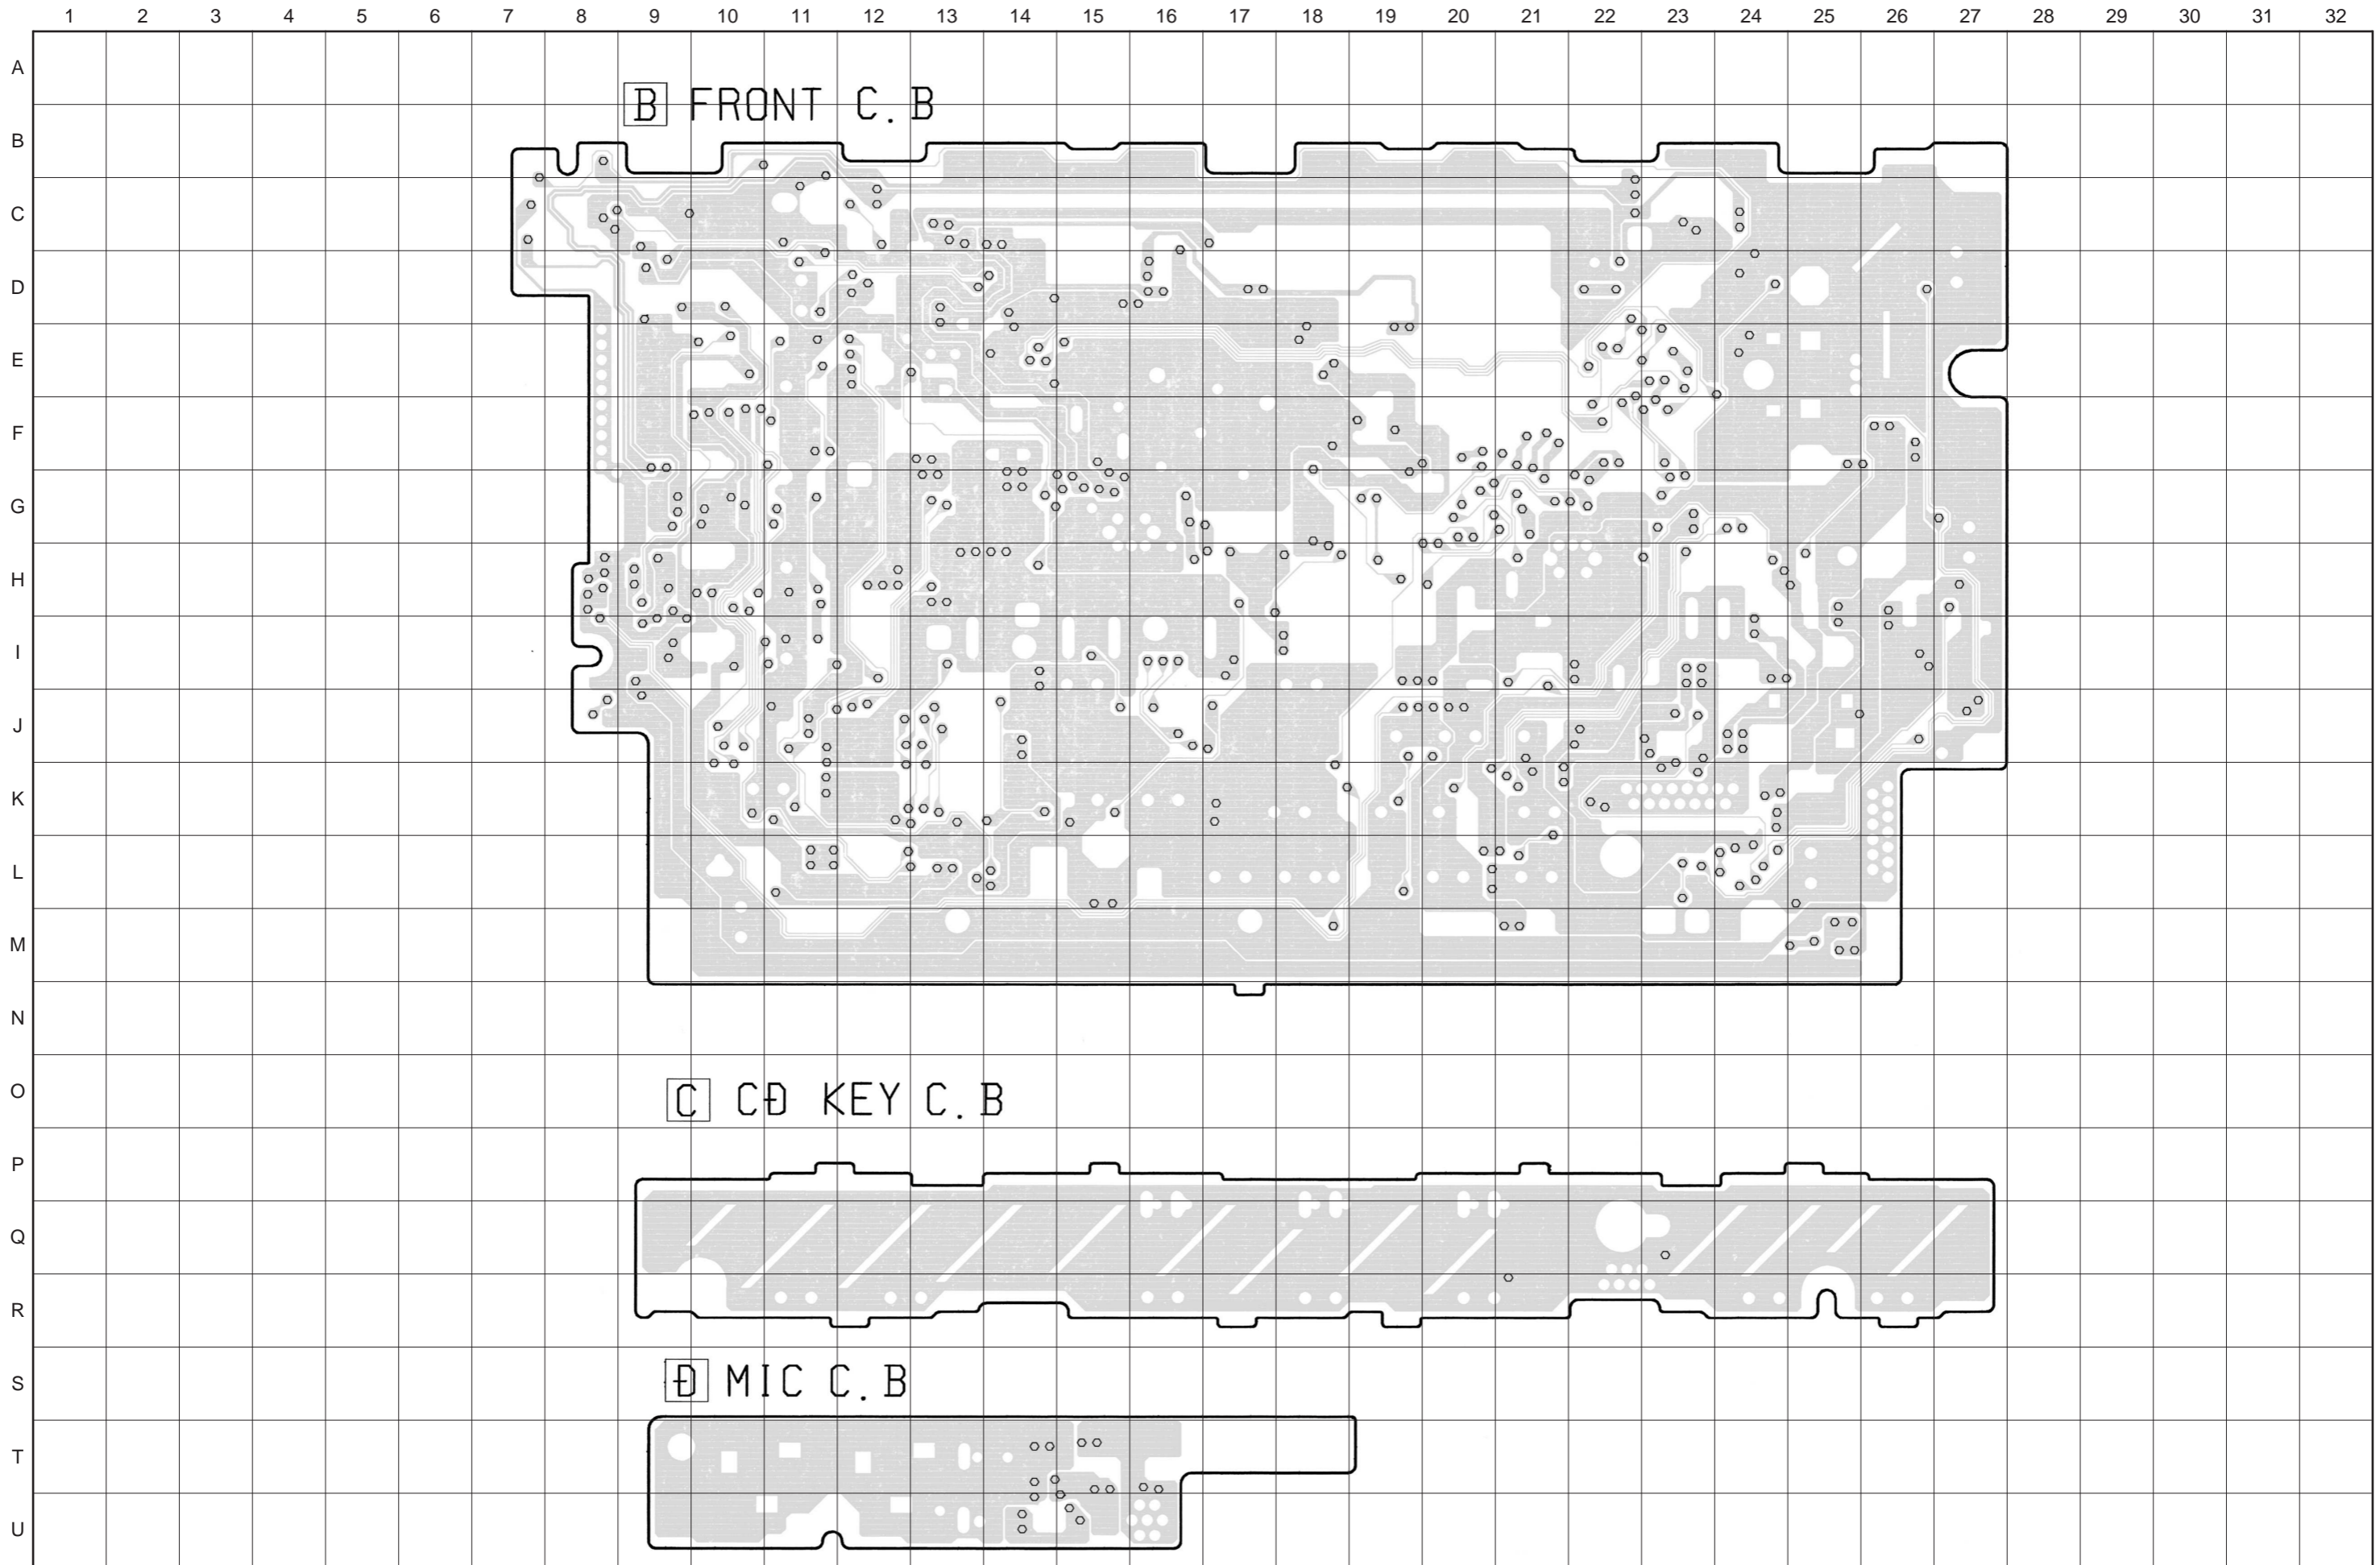 1 2 3 4 5 6 7 8 9 10 11 12 13 14 15 16 17 18 19 20 21 22 23 24 25 26 27 28 29 30 31 32
A
B FRONT C.B
B
C
D
E
F
G
H
I
J
K
L
M
N
O
C CD KEY C.B
P
Q
R
S
D MIC C.B
T
U